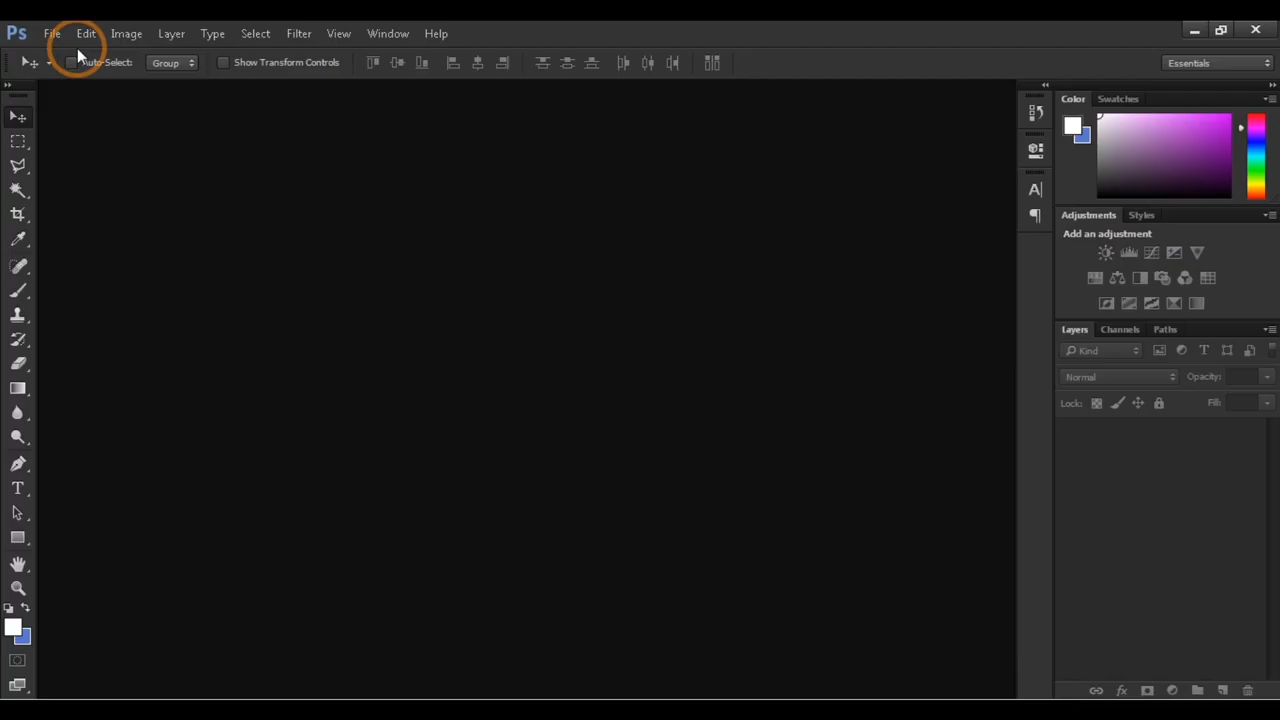 Ps File Edit Image Layer Type Select Filter View Window Help
Auto-Select: Group Show Transform Controls Essentials
Color Swatches
Adjustments Styles
Add an adjustment
Layers Channels Paths
Kind
Normal Opacity:
Lock: Fill: